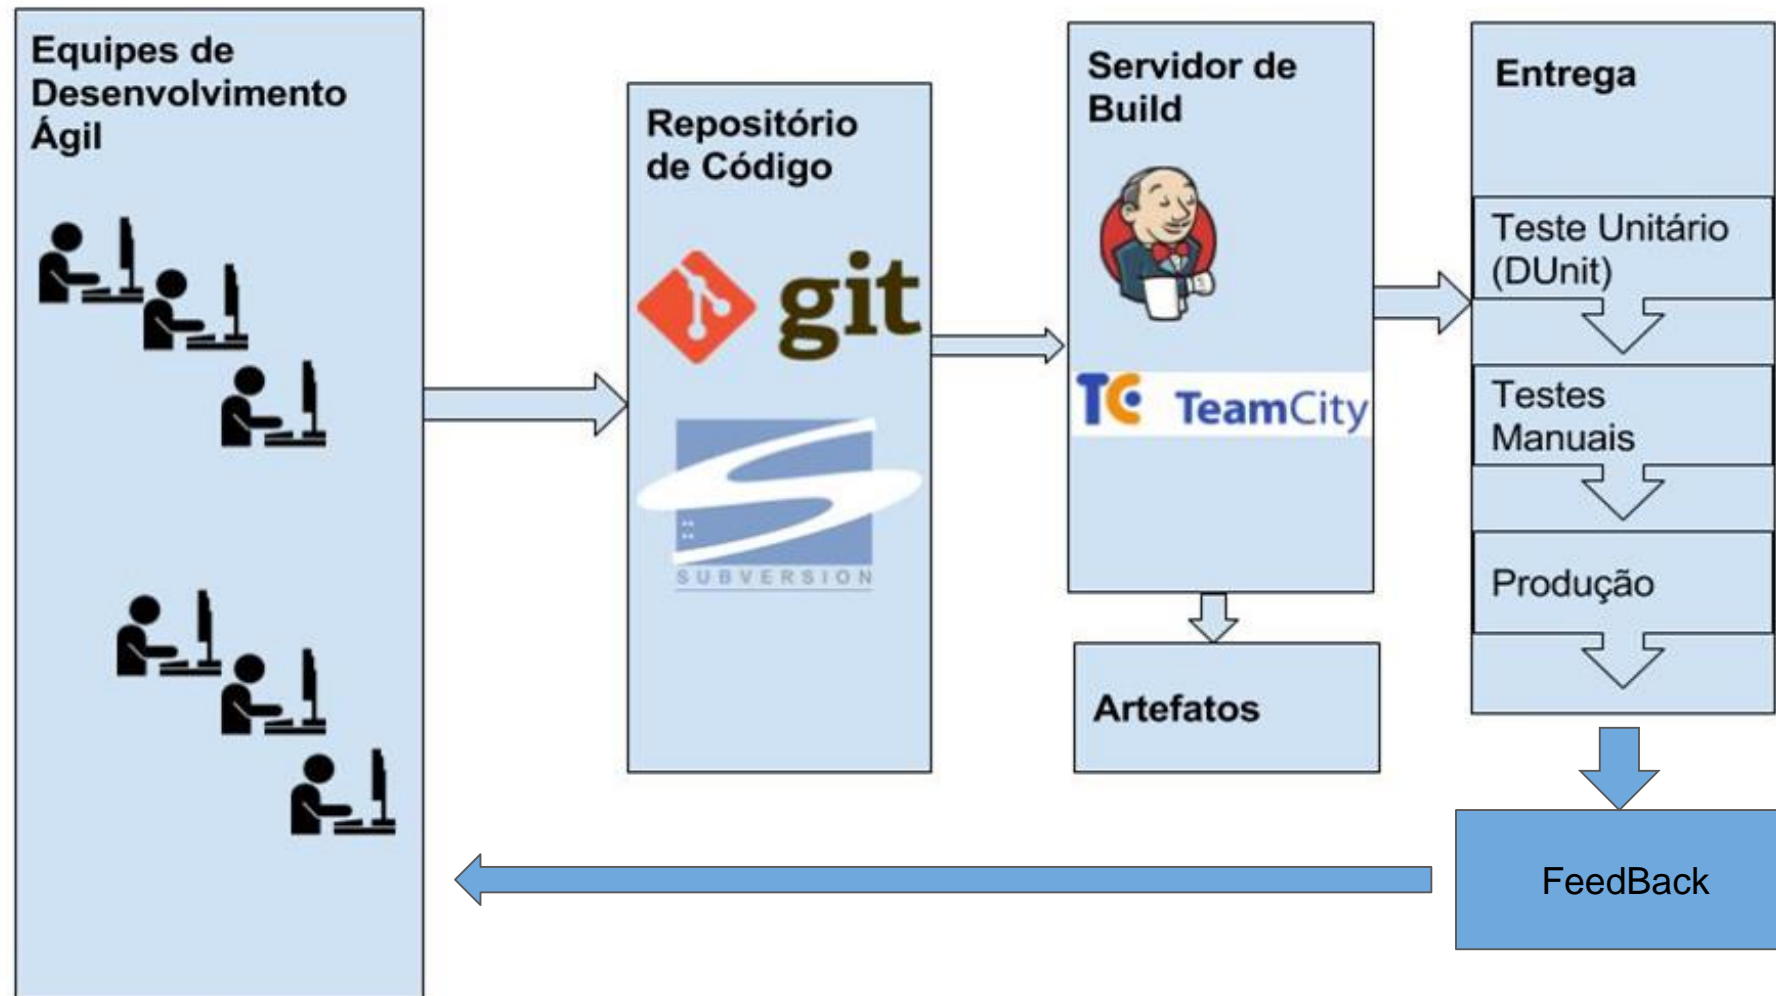 Equipes de
Desenvolvimento
Ágil
Repositório
de Código
git
SUBVERSION
Servidor de
Build
TC TeamCity
Artefatos
Entrega
Teste Unitário
(DUnit)
Testes
Manuais
Produção
FeedBack